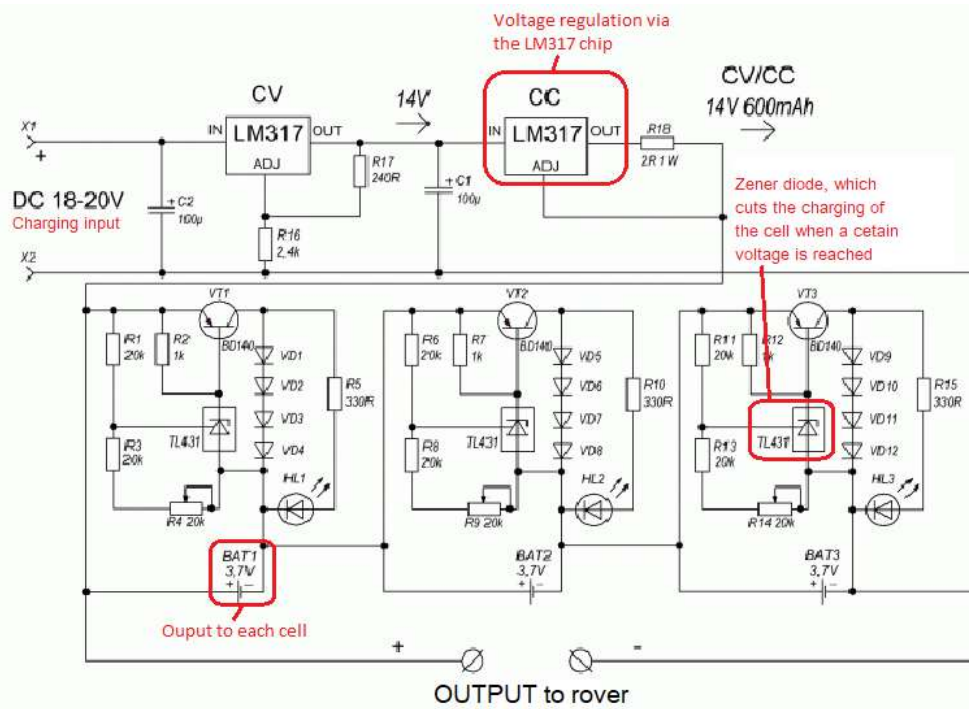 Voltage regulation via
the LM317 chip
CV
14V
CC
CV/CC
14V 600mAh
X1
+
IN LM317 OUT
ADJ
IN LM317 OUT
ADJ
R18
2R 1W
R17
240R
+ C1
100µ
DC 18-20V
Charging input
+ C2
100µ
R16
2,4k
X2
Zener diode, which
cuts the charging of
the cell when a cetain
voltage is reached
VT1
VT2
VT3
R1
20k
R2
1k
BD140
VD1
VD2
VD3
VD4
R5
330R
R3
20k
TL431
R4 20k
HL1
R6
20k
R7
1k
BD140
VD5
VD6
VD7
VD8
R10
330R
R8
20k
TL431
R9 20k
HL2
R11
20k
R12
1k
BD140
VD9
VD10
VD11
VD12
R15
330R
R13
20k
TL431
R14 20k
HL3
BAT1
3,7V
+ −
BAT2
3,7V
+ −
BAT3
3,7V
+ −
Ouput to each cell
+
-
OUTPUT to rover